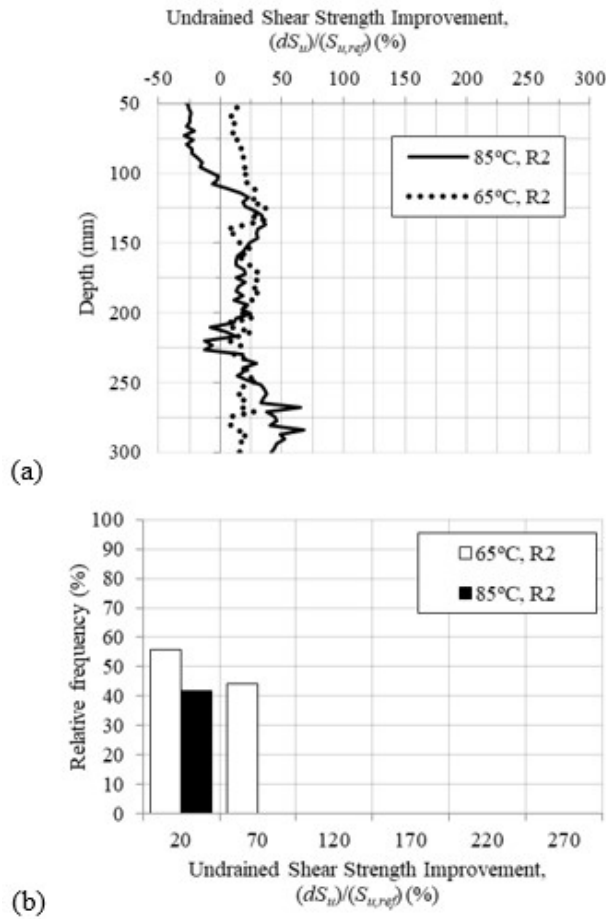 Undrained Shear Strength Improvement,
(dSu)/(Su,ref) (%)
-50 0 50 100 150 200 250 300
50
100
150
200
250
300
Depth (mm)
85°C, R2
65°C, R2
(a)
100
90
80
70
60
50
40
30
20
10
0
Relative frequency (%)
65°C, R2
85°C, R2
20 70 120 170 220 270
Undrained Shear Strength Improvement,
(dSu)/(Su,ref) (%)
(b)